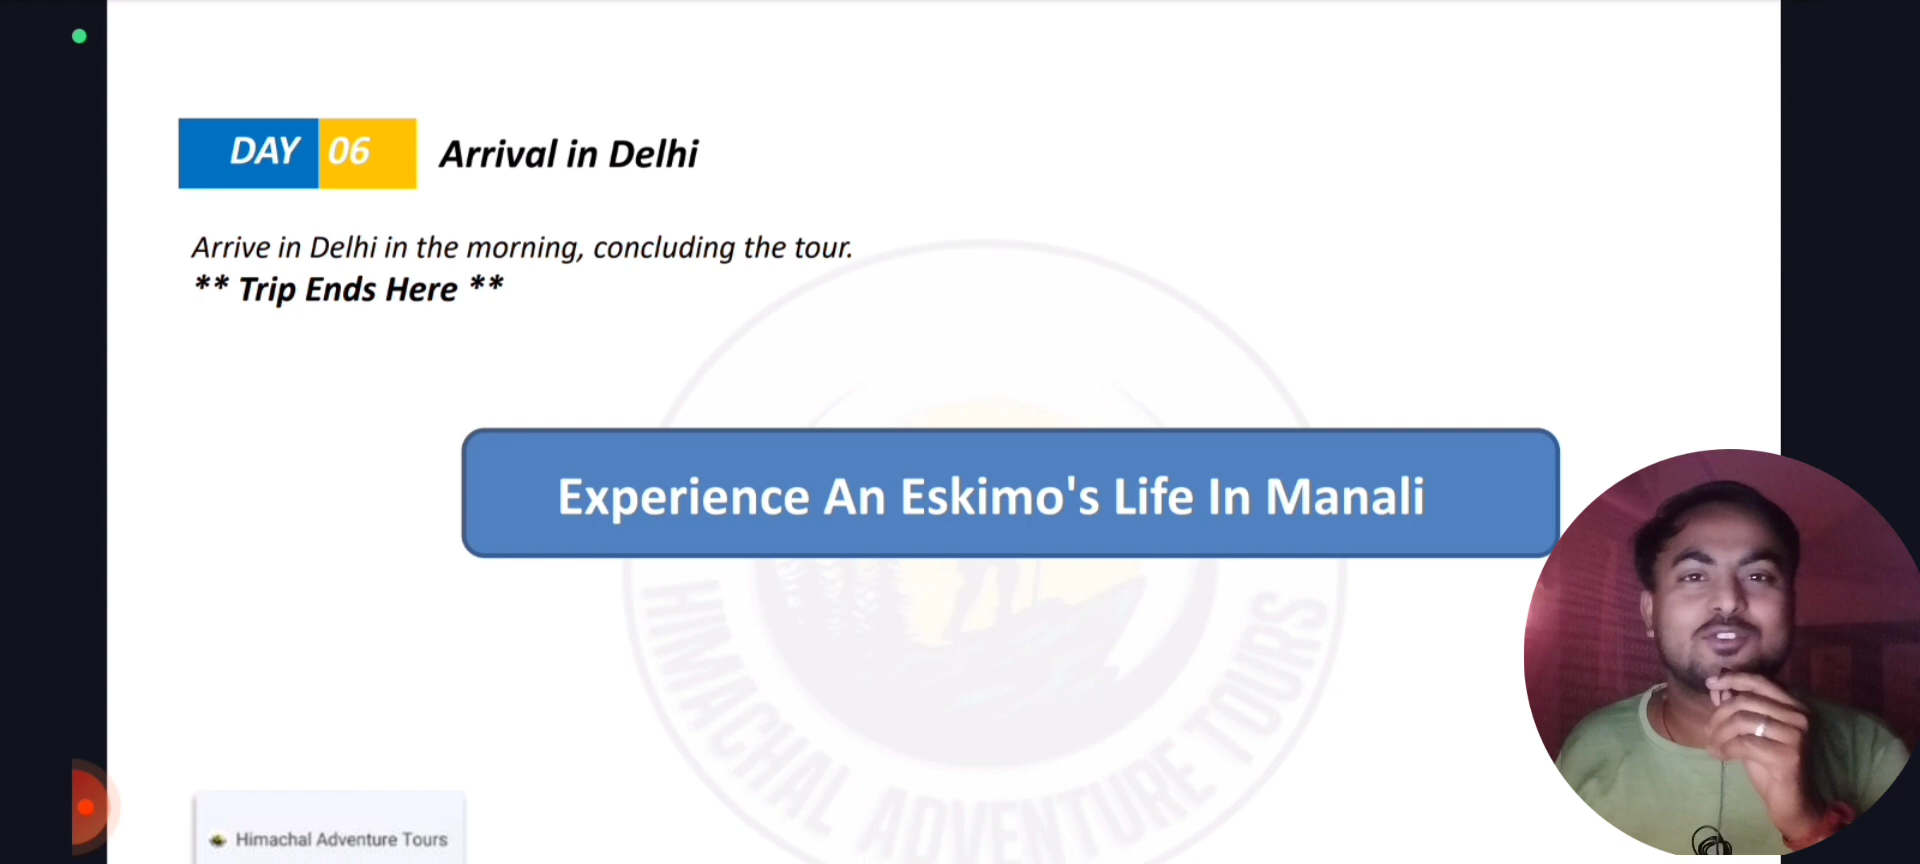 DAY 06 Arrival in Delhi
Arrive in Delhi in the morning, concluding the tour.
** Trip Ends Here **
Experience An Eskimo's Life In Manali
HIMACHAL ADVENTURE TOURS
Himachal Adventure Tours